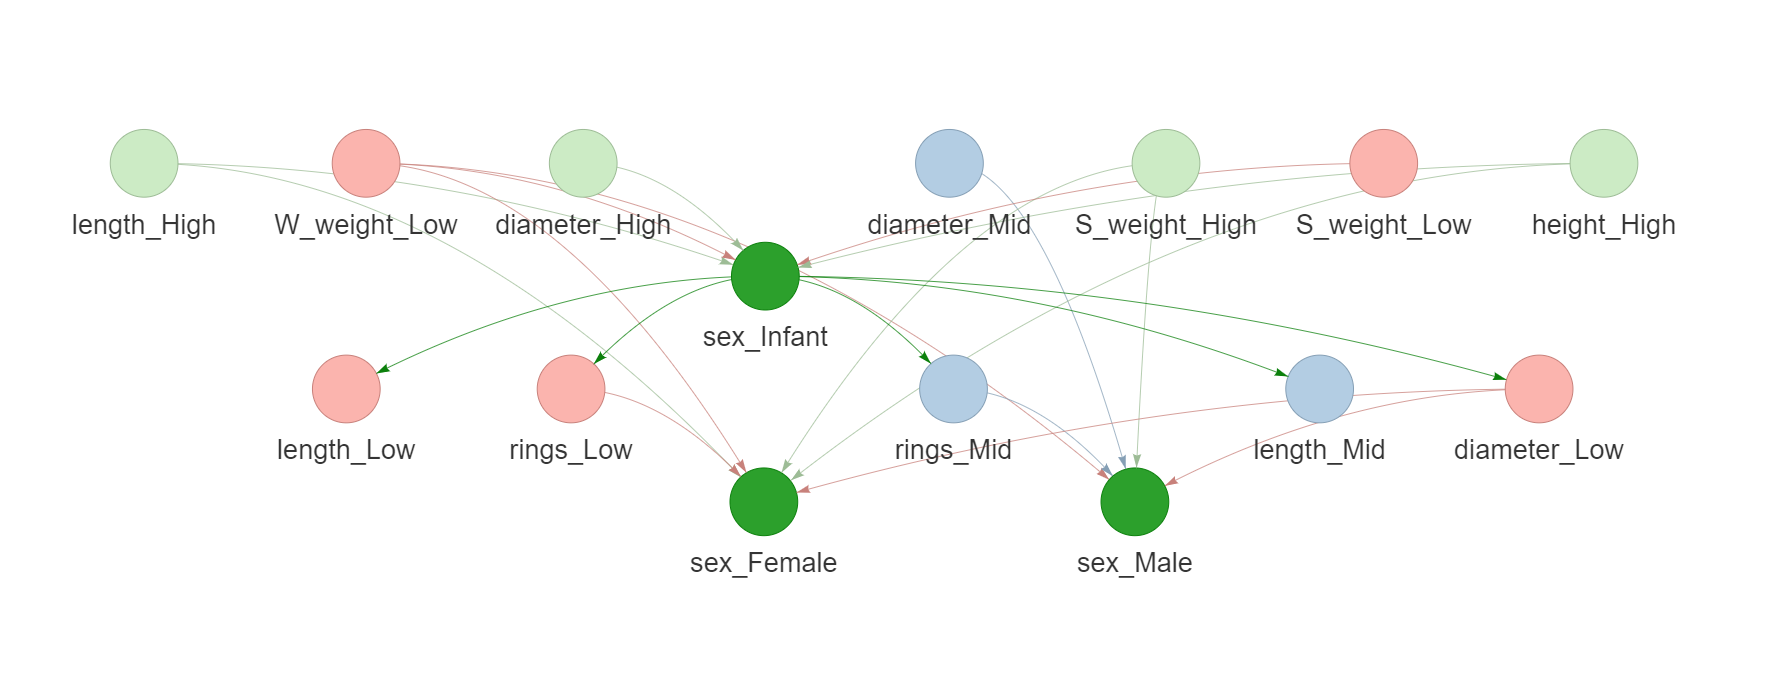 length_High
W_weight_Low
diameter_High
diameter_Mid
S_weight_High
S_weight_Low
height_High
sex_Infant
length_Low
rings_Low
rings_Mid
length_Mid
diameter_Low
sex_Female
sex_Male